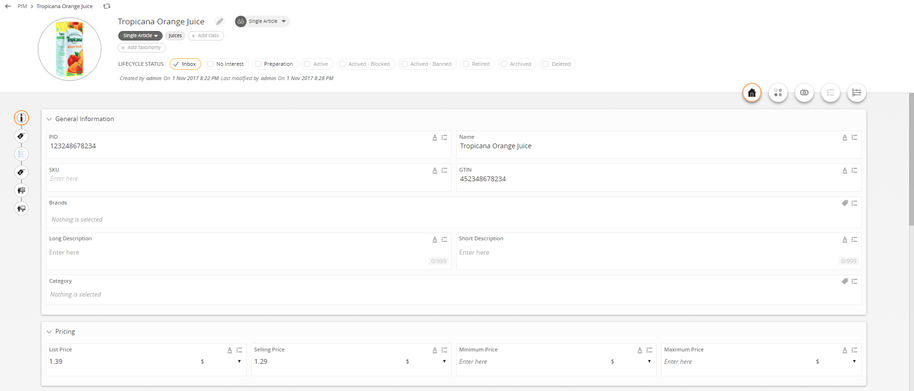 PIM > Tropicana Orange Juice
Tropicana Orange Juice
Single Article
Single Article
Juices
+ Add class
+ Add Taxonomy
LIFECYCLE STATUS
Inbox
No Interest
Preparation
Active
Actived - Blocked
Actived - Banned
Retired
Archived
Deleted
Created by admin On 1 Nov 2017 8:22 PM Last modified by admin On 1 Nov 2017 8:28 PM
General Information
PID
123248678234
Name
Tropicana Orange Juice
SKU
Enter here
GTIN
452348678234
Brands
Nothing is selected
Long Description
Enter here
0/999
Short Description
Enter here
0/999
Category
Nothing is selected
Pricing
List Price
1.39 $
Selling Price
1.29 $
Minimum Price
Enter here $
Maximum Price
Enter here $